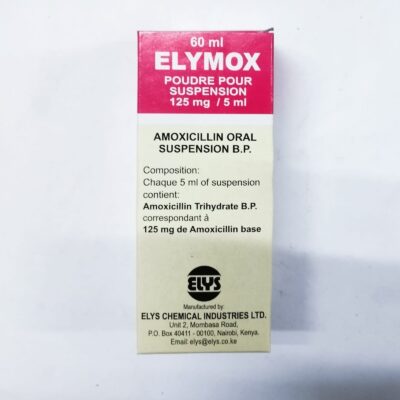 60 ml
ELYMOX
POUDRE POUR
SUSPENSION
125 mg / 5 ml
AMOXICILLIN ORAL
SUSPENSION B.P.
Composition:
Chaque 5 ml of suspension
contient:
Amoxicillin Trihydrate B.P.
correspondant á
125 mg de Amoxicillin base
ELYS
Manufactured by:
ELYS CHEMICAL INDUSTRIES LTD.
Unit 2, Mombasa Road,
P.O. Box 40411 - 00100, Nairobi, Kenya.
Email: elys@elys.co.ke